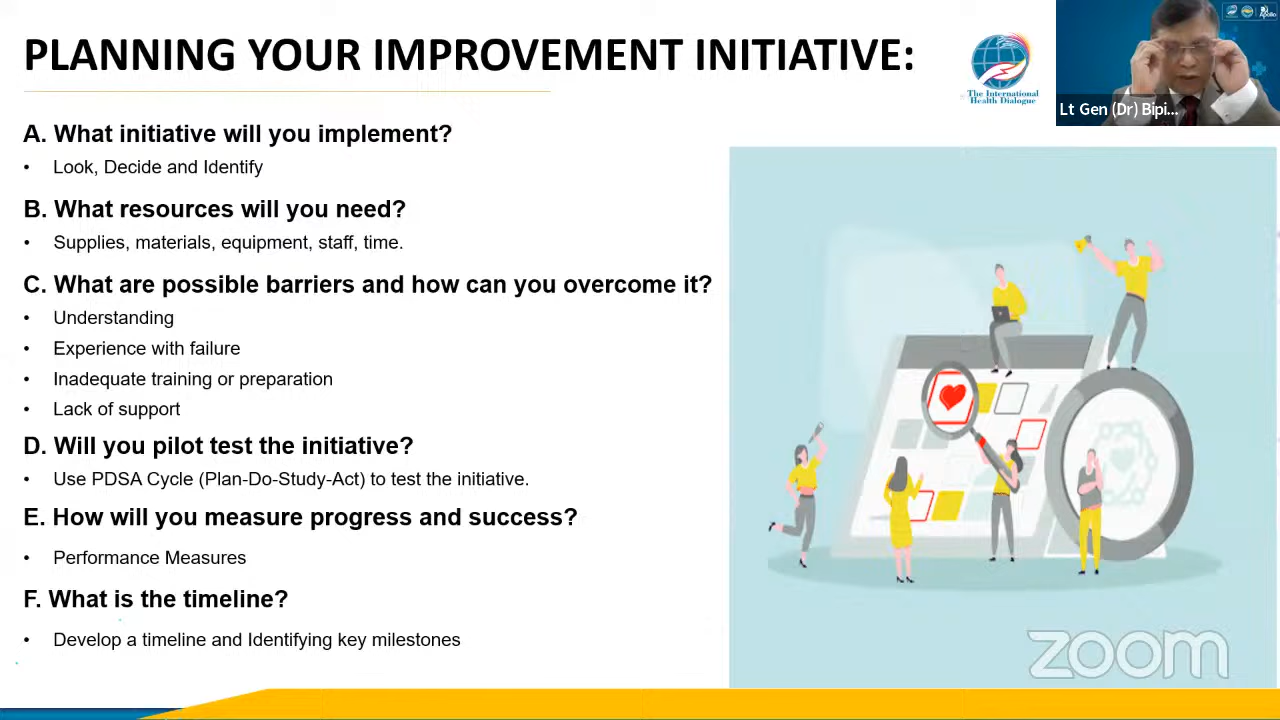 PLANNING YOUR IMPROVEMENT INITIATIVE:
The International
Health Dialogue
Lt Gen (Dr) Bipi...
A. What initiative will you implement?
• Look, Decide and Identify
B. What resources will you need?
• Supplies, materials, equipment, staff, time.
C. What are possible barriers and how can you overcome it?
• Understanding
• Experience with failure
• Inadequate training or preparation
• Lack of support
D. Will you pilot test the initiative?
• Use PDSA Cycle (Plan-Do-Study-Act) to test the initiative.
E. How will you measure progress and success?
• Performance Measures
F. What is the timeline?
• Develop a timeline and Identifying key milestones
zoom